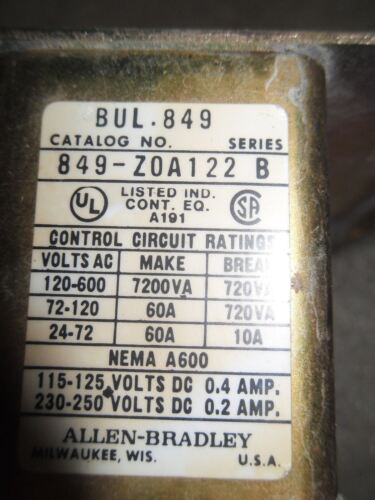 BUL. 849
CATALOG NO. SERIES
849-ZOA122 B
UL LISTED IND. CONT. EQ. A191 SA
CONTROL CIRCUIT RATINGS
VOLTS AC MAKE BREAK
120-600 7200VA 720VA
72-120 60A 720VA
24-72 60A 10A
NEMA A600
115-125 VOLTS DC 0.4 AMP.
230-250 VOLTS DC 0.2 AMP.
ALLEN-BRADLEY
MILWAUKEE, WIS. U.S.A.